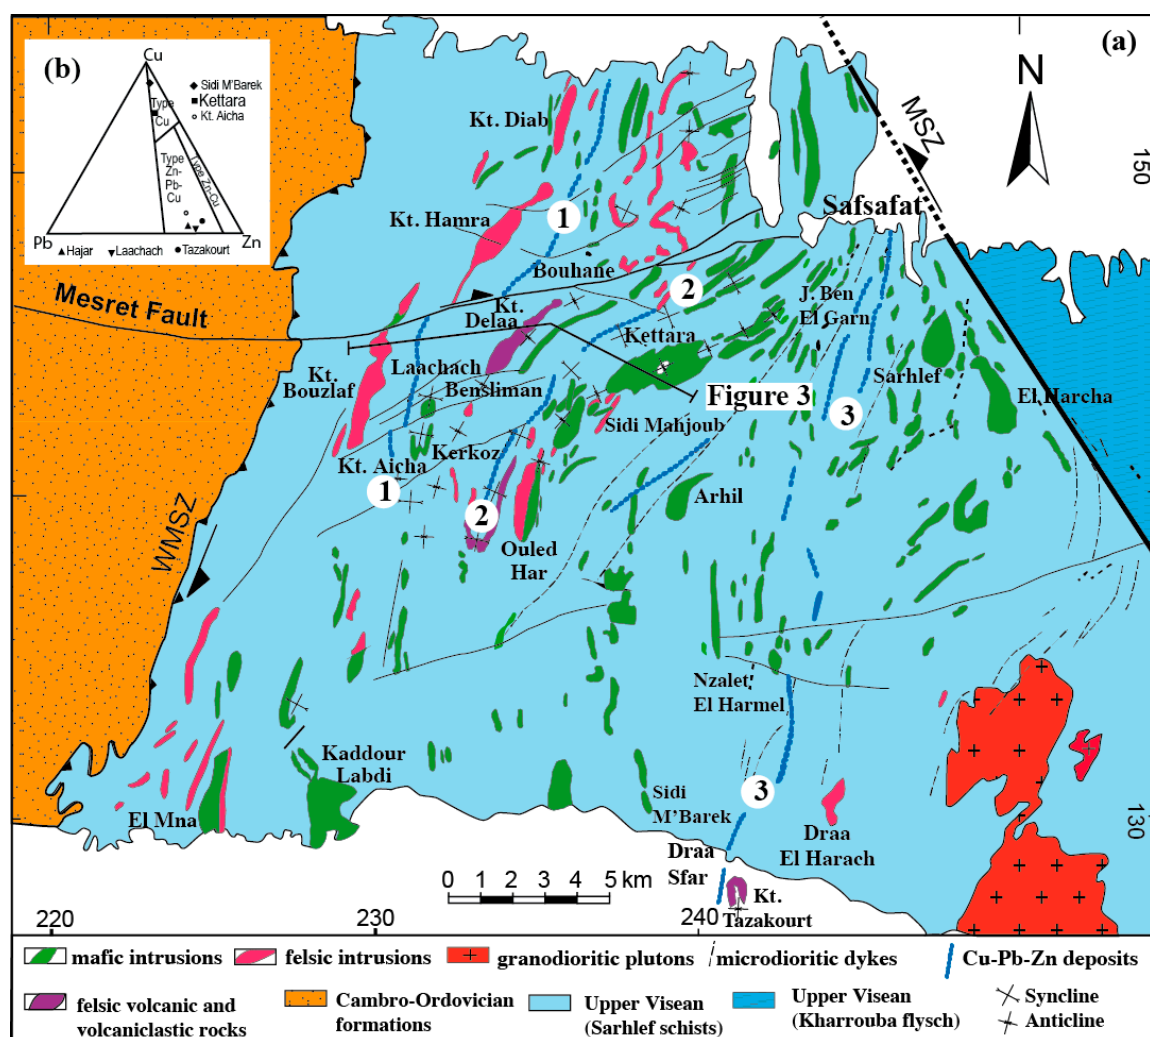 (a)
(b)
Cu
Sidi M'Barek
Kettara
Kt. Aicha
Type
Cu
Type
Zn-
Pb-
Cu
Type Zn-Cu
Pb
Zn
Hajar
Laachach
Tazakourt
N
MSZ
150
Kt. Diab
Safsafat
Kt. Hamra
1
Bouhane
2
Mesret Fault
Kt.
Delaa
J. Ben
El Garn
Kettara
Laachach
Bensliman
Kt.
Bouzlaf
Figure 3
Sarhlef
El Harcha
3
Sidi Mahjoub
Kerkoz
Kt. Aicha
1
Arhil
2
WMSZ
Ouled
Har
Nzalet
El Harmel
Kaddour
Labdi
3
Sidi
M'Barek
El Mna
Draa
El Harach
130
Draa
Sfar
0 1 2 3 4 5 km
Kt.
Tazakourt
220
230
240
mafic intrusions
felsic intrusions
granodioritic plutons
microdioritic dykes
Cu-Pb-Zn deposits
felsic volcanic and
volcaniclastic rocks
Cambro-Ordovician
formations
Upper Visean
(Sarhlef schists)
Upper Visean
(Kharrouba flysch)
Syncline
Anticline